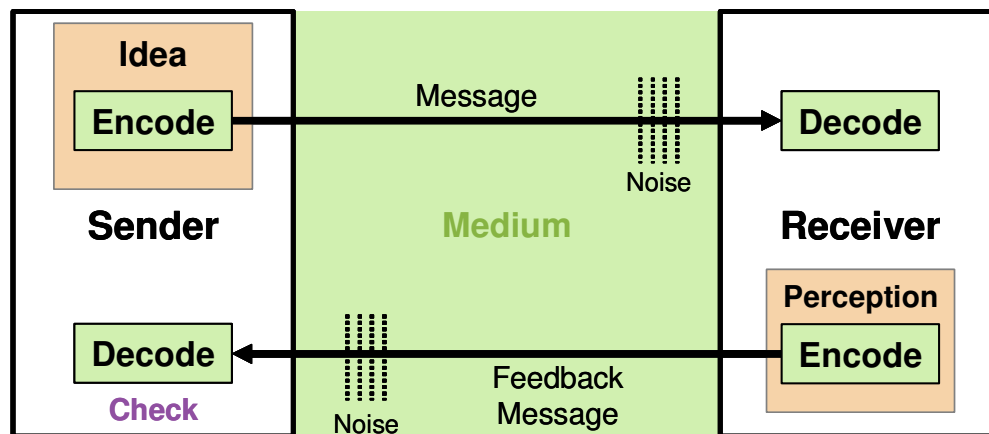 Idea
Encode
Message
Decode
Noise
Sender
Medium
Receiver
Perception
Decode
Encode
Feedback
Message
Check
Noise